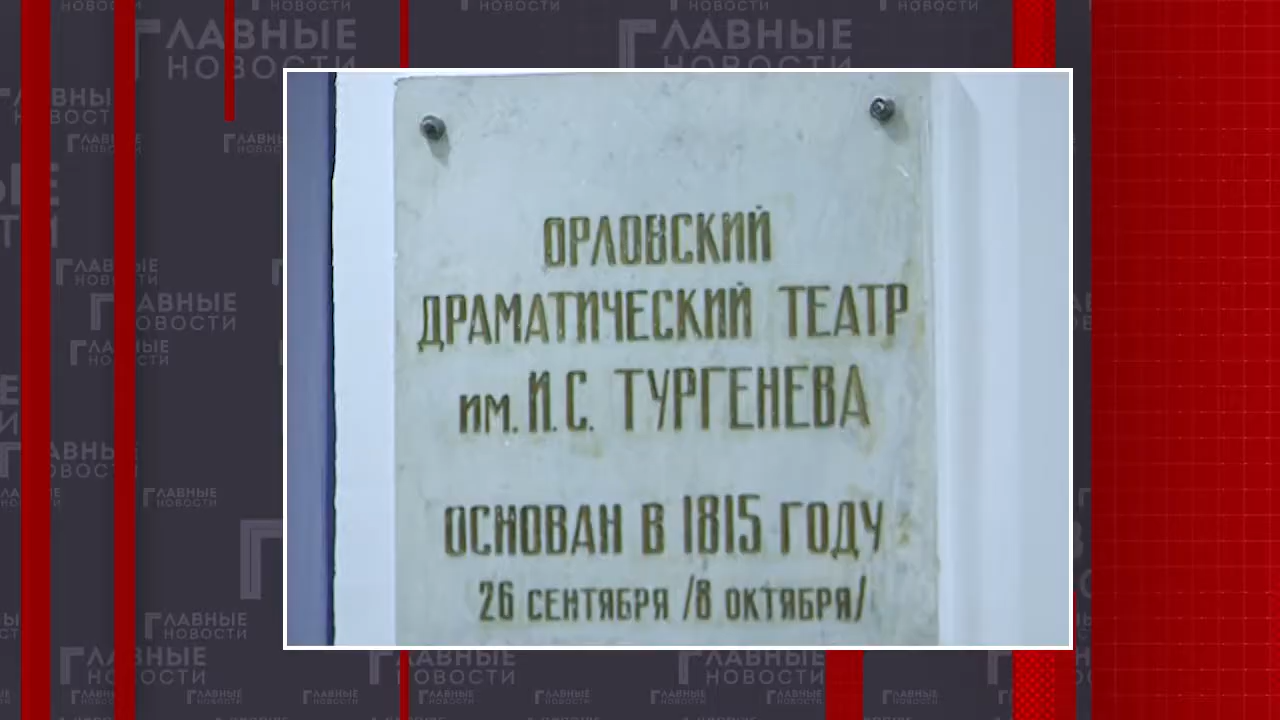 ОРЛОВСКИЙ
ДРАМАТИЧЕСКИЙ ТЕАТР
им. И.С. ТУРГЕНЕВА
ОСНОВАН В 1815 ГОДУ
26 СЕНТЯБРЯ /8 ОКТЯБРЯ/
ГЛАВНЫЕ
НОВОСТИ